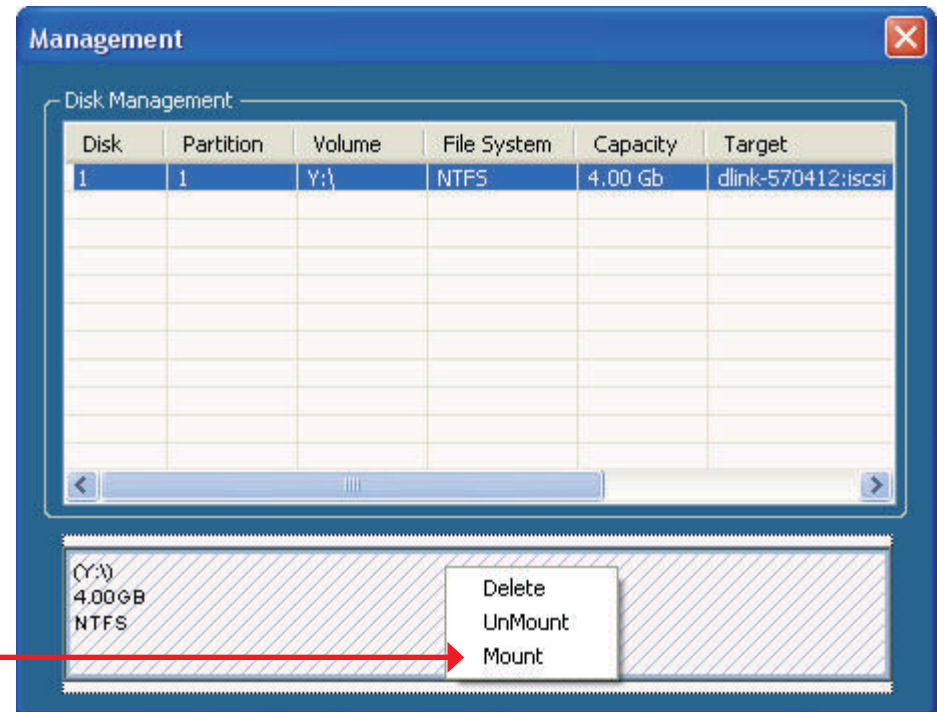 Management
Disk Management
Disk Partition Volume File System Capacity Target
1 1 Y:\ NTFS 4.00 Gb dlink-570412:iscsi
(Y:\)
4.00GB
NTFS
Delete
UnMount
Mount